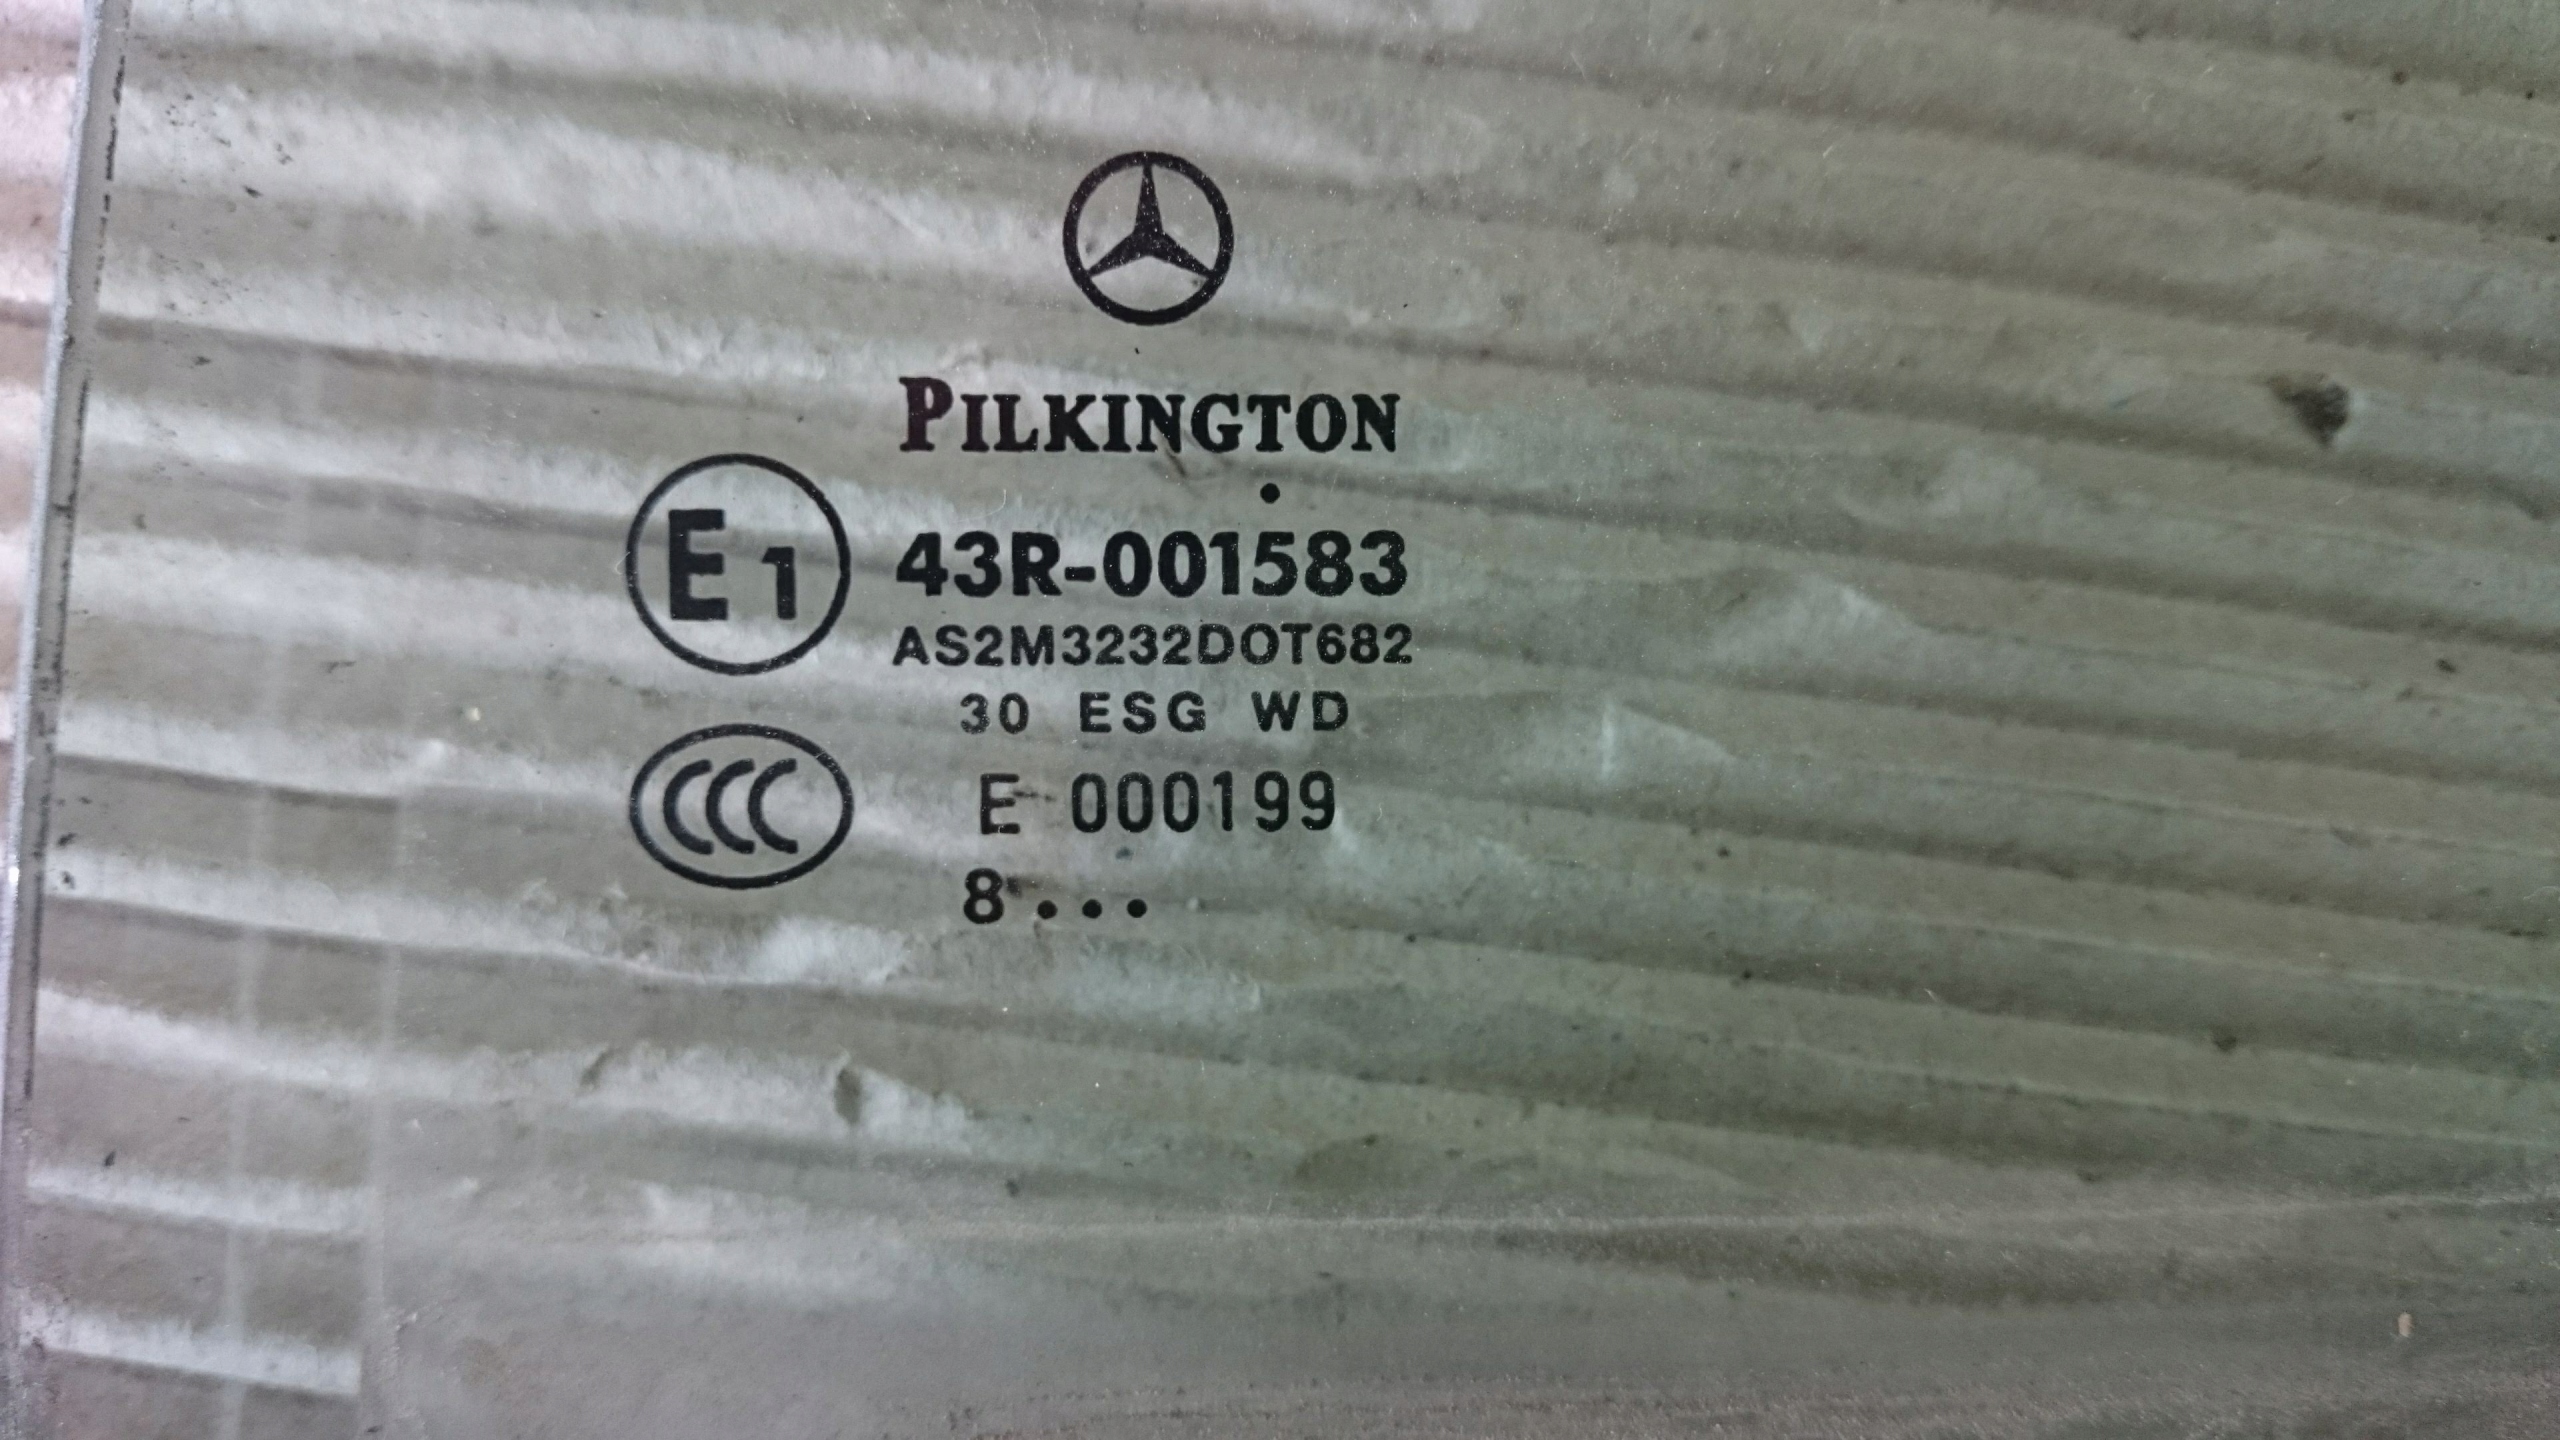 PILKINGTON
.
E1 43R-001583
AS2M3232DOT682
30 ESG WD
CCC E 000199
8 ...